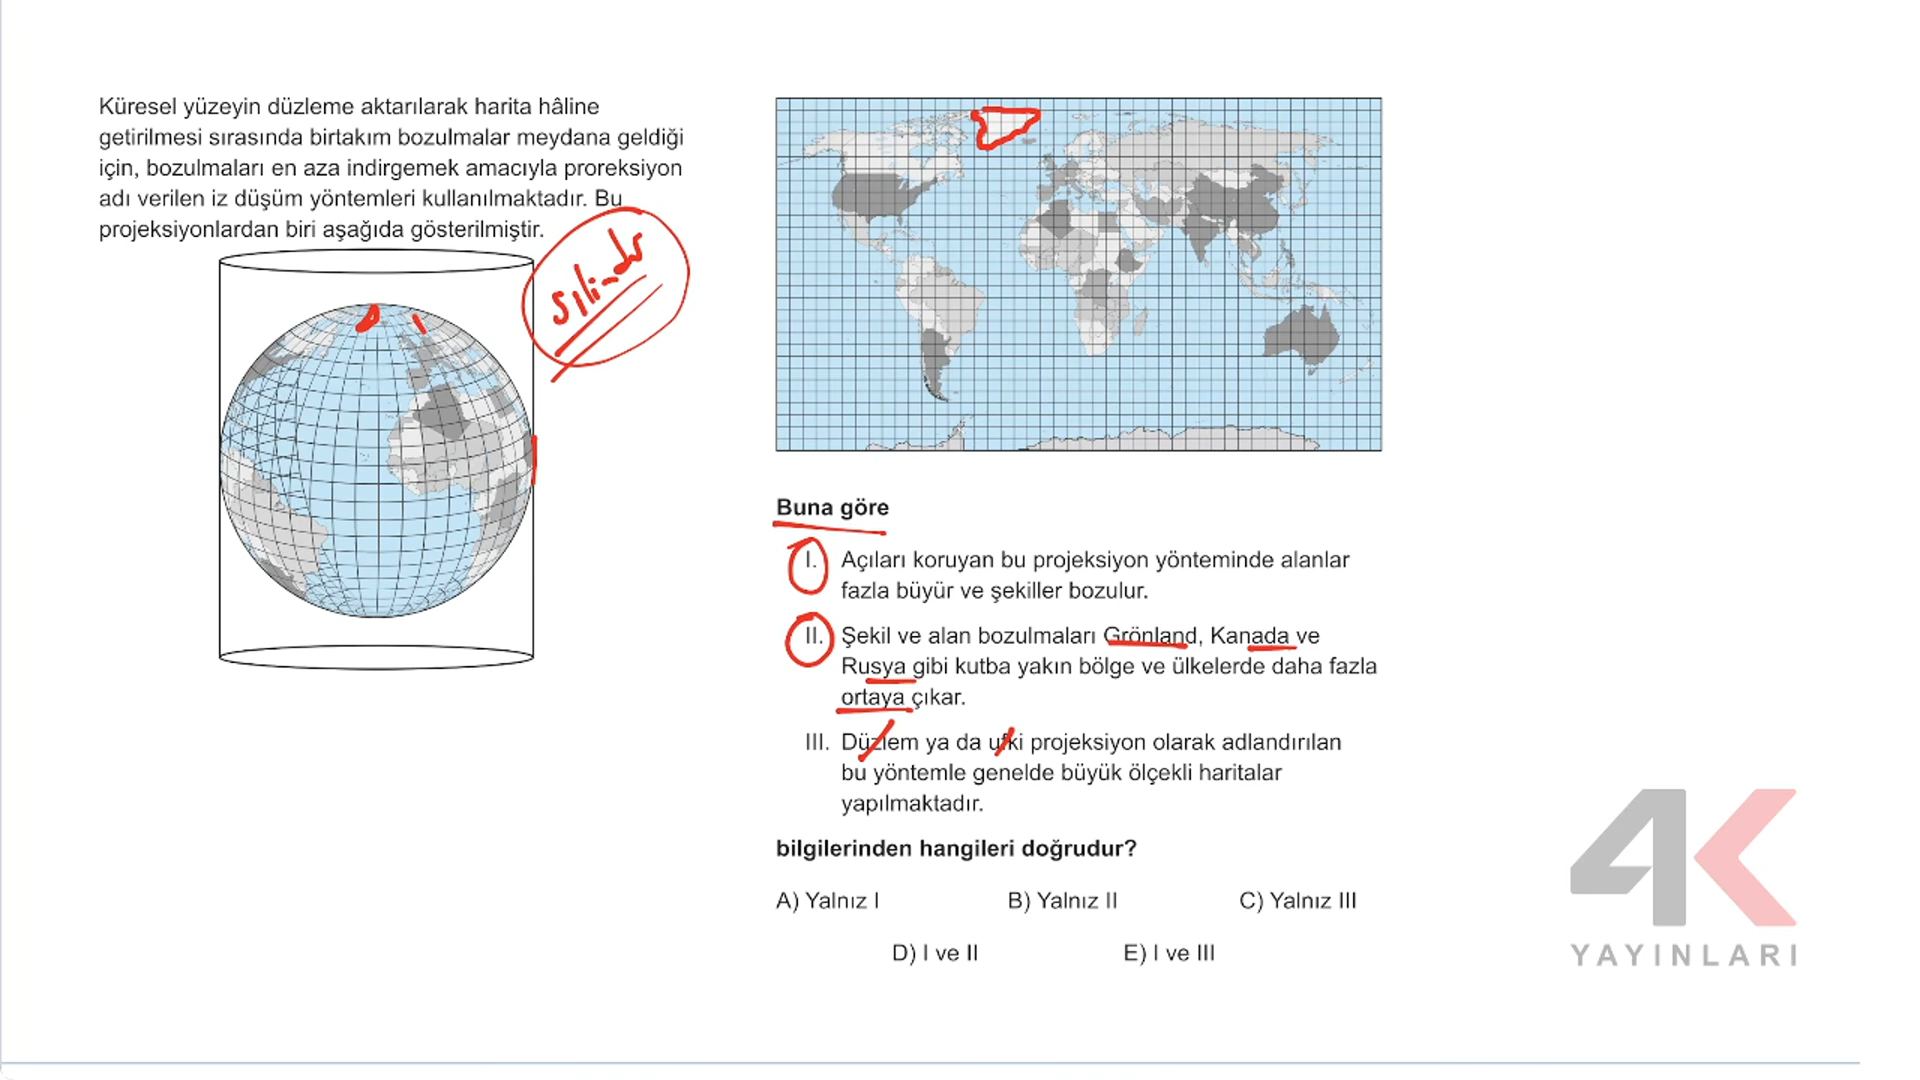 Küresel yüzeyin düzleme aktarılarak harita hâline
getirilmesi sırasında birtakım bozulmalar meydana geldiği
için, bozulmaları en aza indirgemek amacıyla proreksiyon
adı verilen iz düşüm yöntemleri kullanılmaktadır. Bu
projeksiyonlardan biri aşağıda gösterilmiştir.
silindir
Buna göre
I. Açıları koruyan bu projeksiyon yönteminde alanlar
fazla büyür ve şekiller bozulur.
II. Şekil ve alan bozulmaları Grönland, Kanada ve
Rusya gibi kutba yakın bölge ve ülkelerde daha fazla
ortaya çıkar.
III. Düzlem ya da ufki projeksiyon olarak adlandırılan
bu yöntemle genelde büyük ölçekli haritalar
yapılmaktadır.
bilgilerinden hangileri doğrudur?
A) Yalnız I
B) Yalnız II
C) Yalnız III
D) I ve II
E) I ve III
4K
YAYINLARI